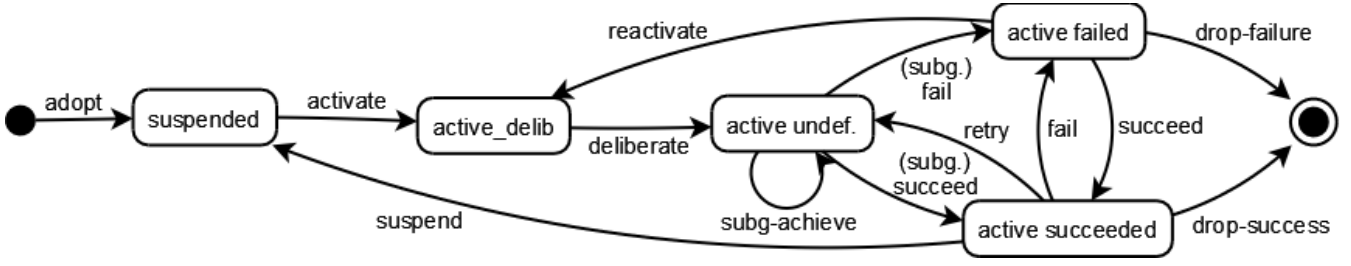 reactivate
active failed
drop-failure
adopt
suspended
activate
active_delib
deliberate
active undef.
(subg.)
fail
retry
fail
succeed
(subg.)
succeed
subg-achieve
suspend
active succeeded
drop-success